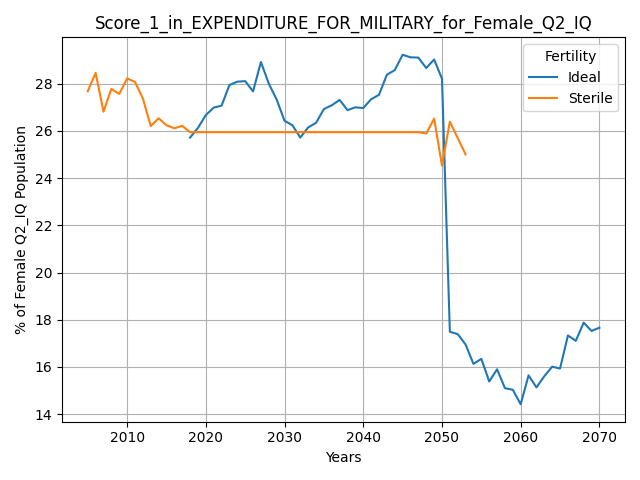 Score_1_in_EXPENDITURE_FOR_MILITARY_for_Female_Q2_IQ
Fertility
Ideal
Sterile
% of Female Q2_IQ Population
28
26
24
22
20
18
16
14
2010 2020 2030 2040 2050 2060 2070
Years